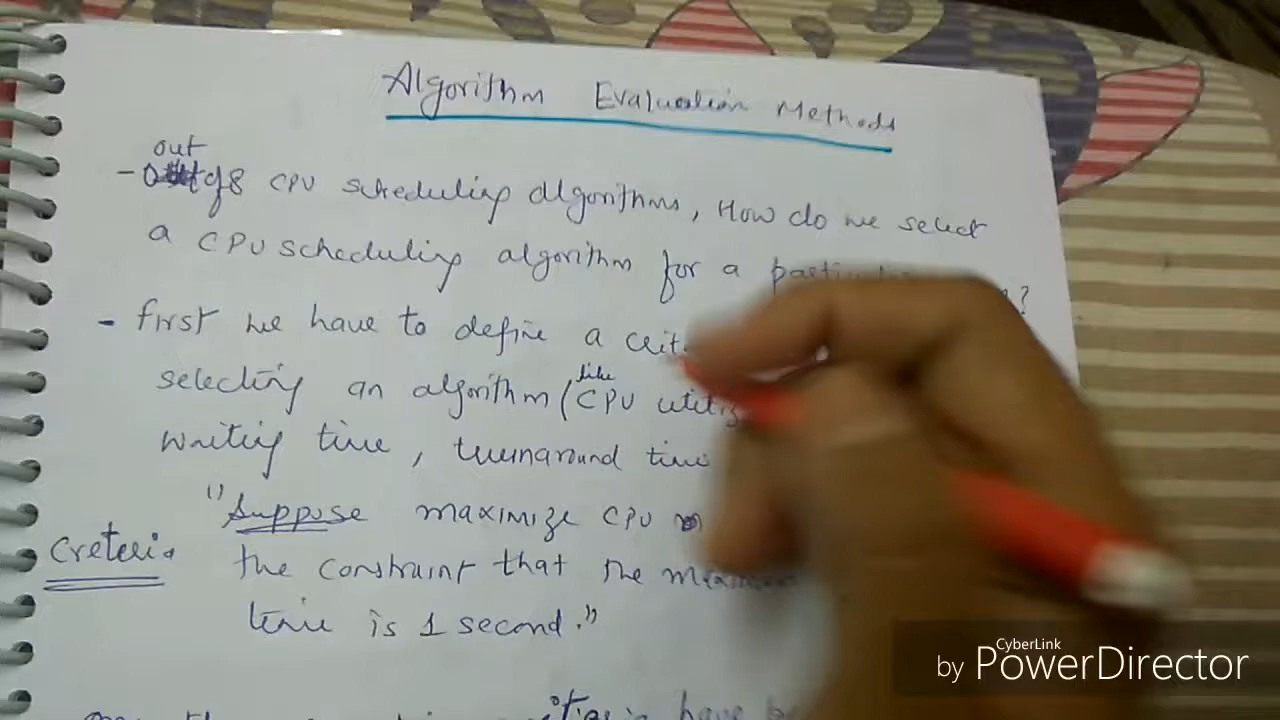 Algorithm Evaluation Methods
out
- of 8 CPU scheduling algorithms, How do we select
a CPU scheduling algorithm for a
- first we have to define a
selecting an algorithm (like CPU
waiting time, turnaround time
"Suppose maximize CPU
Creteria
the constraint that the
time is 1 second."
have
CyberLink
by PowerDirector